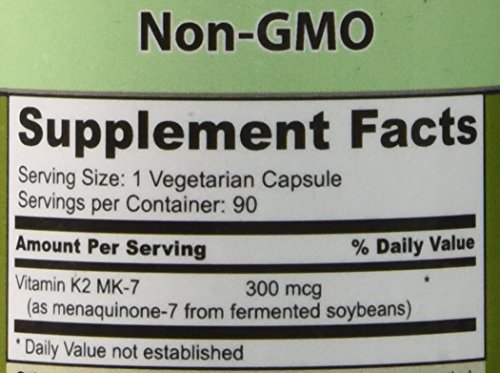 Non-GMO
Supplement Facts
Serving Size: 1 Vegetarian Capsule
Servings per Container: 90
Amount Per Serving % Daily Value
Vitamin K2 MK-7 300 mcg *
(as menaquinone-7 from fermented soybeans)
* Daily Value not established